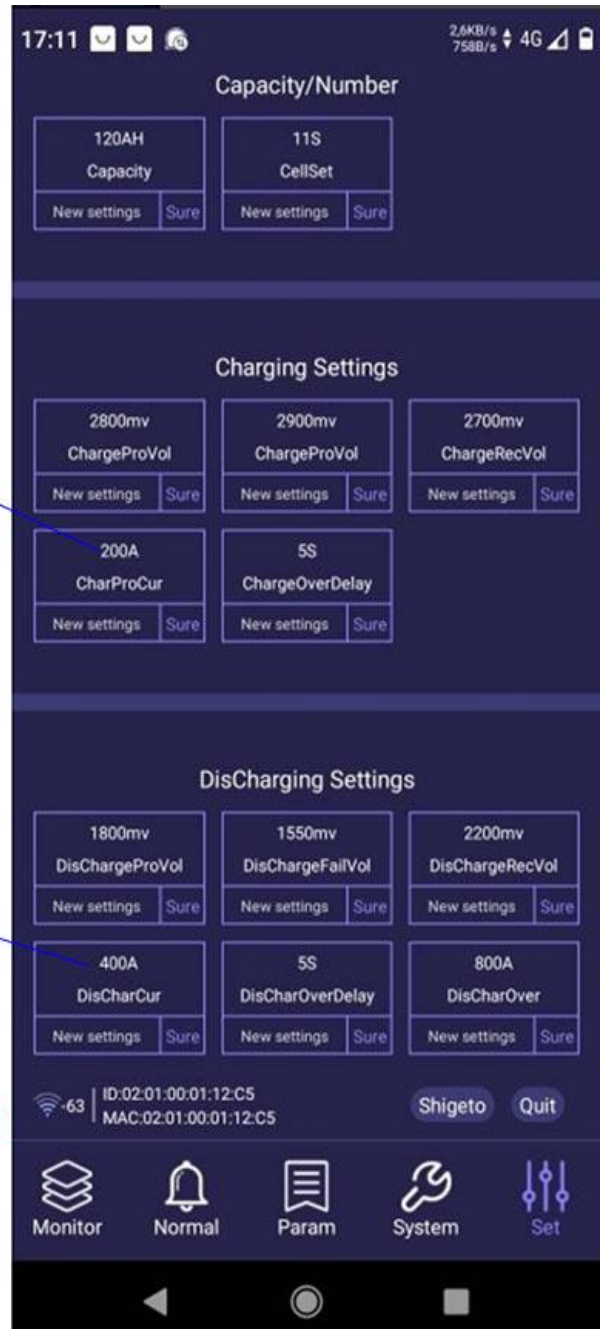 17:11
2,6KB/s
758B/s
4G
Capacity/Number
120AH
Capacity
New settings Sure
11S
CellSet
New settings Sure
Charging Settings
2800mv
ChargeProVol
New settings Sure
2900mv
ChargeProVol
New settings Sure
2700mv
ChargeRecVol
New settings Sure
200A
CharProCur
New settings Sure
5S
ChargeOverDelay
New settings Sure
DisCharging Settings
1800mv
DisChargeProVol
New settings Sure
1550mv
DisChargeFailVol
New settings Sure
2200mv
DisChargeRecVol
New settings Sure
400A
DisCharCur
New settings Sure
5S
DisCharOverDelay
New settings Sure
800A
DisCharOver
New settings Sure
-63
ID:02:01:00:01:12:C5
MAC:02:01:00:01:12:C5
Shigeto
Quit
Monitor
Normal
Param
System
Set